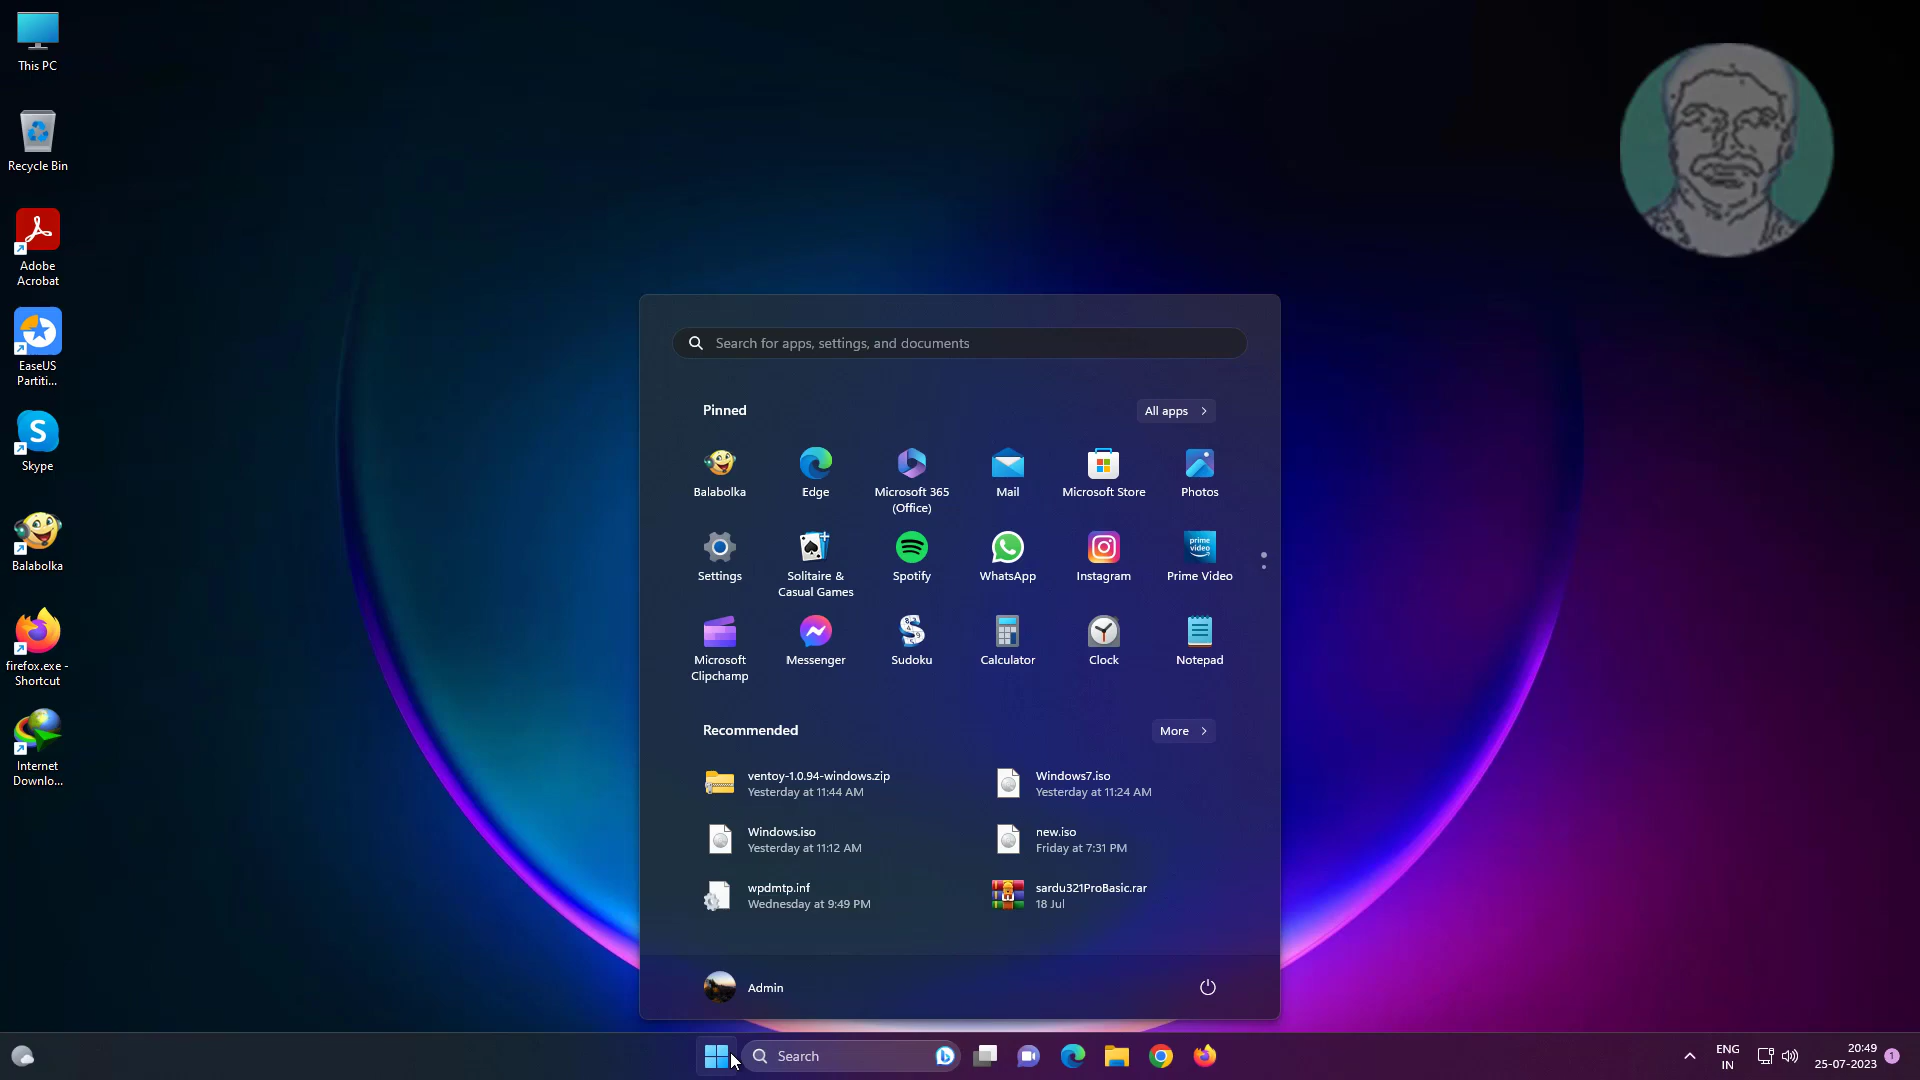 This PC
Recycle Bin
Adobe
Acrobat
EaseUS
Partiti...
Skype
Balabolka
firefox.exe -
Shortcut
Internet
Downlo...
Search for apps, settings, and documents
Pinned
All apps
Balabolka
Edge
Microsoft 365
(Office)
Mail
Microsoft Store
Photos
Settings
Solitaire &
Casual Games
Spotify
WhatsApp
Instagram
prime
video
Prime Video
Microsoft
Clipchamp
Messenger
Sudoku
Calculator
Clock
Notepad
Recommended
More
ventoy-1.0.94-windows.zip
Yesterday at 11:44 AM
Windows7.iso
Yesterday at 11:24 AM
Windows.iso
Yesterday at 11:12 AM
new.iso
Friday at 7:31 PM
wpdmtp.inf
Wednesday at 9:49 PM
sardu321ProBasic.rar
18 Jul
Admin
Search
ENG
IN
20:49
25-07-2023
1